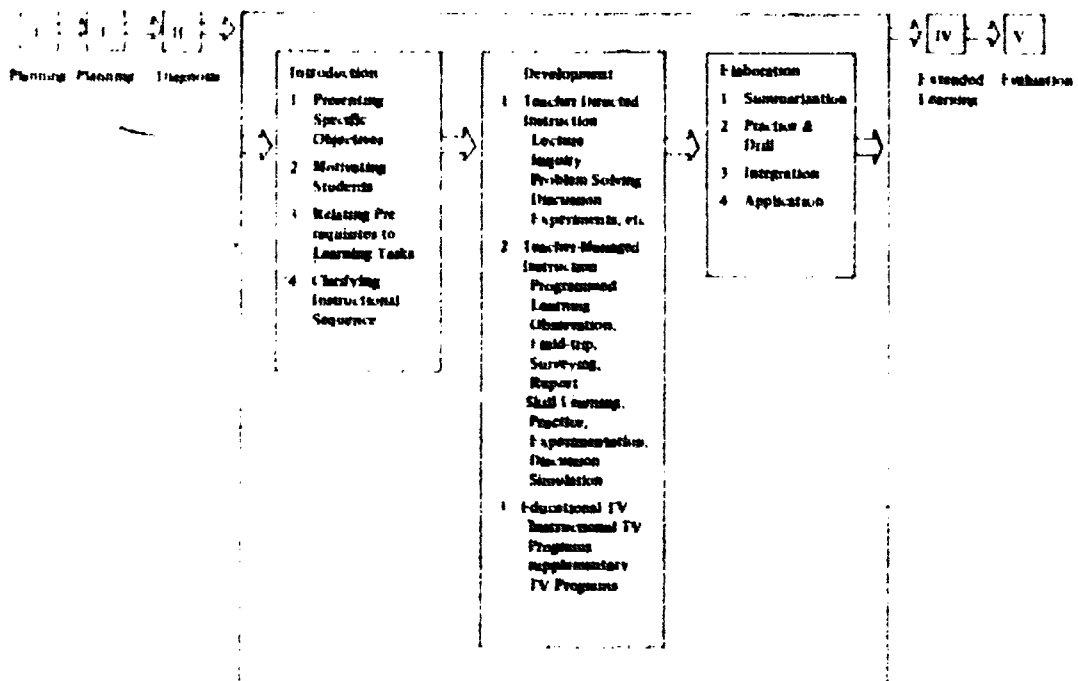 I I II IV V
Planning Planning Diagnosis Extended Evaluation
Learning
Introduction
1 Presenting
Specific
Objectives
2 Motivating
Students
3 Relating Pre
requisites to
Learning Tasks
4 Clarifying
Instructional
Sequence
Development
1 Teacher Directed
Instruction
Lecture
Inquiry
Problem Solving
Discussion
Experiments, etc.
2 Teacher-Managed
Instruction
Programmed
Learning
Observation,
Field-trip,
Surveying,
Report
Skill Learning,
Practice,
Experimentation,
Discussion
Simulation
3 Educational TV
Instructional TV
Programs
supplementary
TV Programs
Elaboration
1 Summarization
2 Practice &
Drill
3 Integration
4 Application